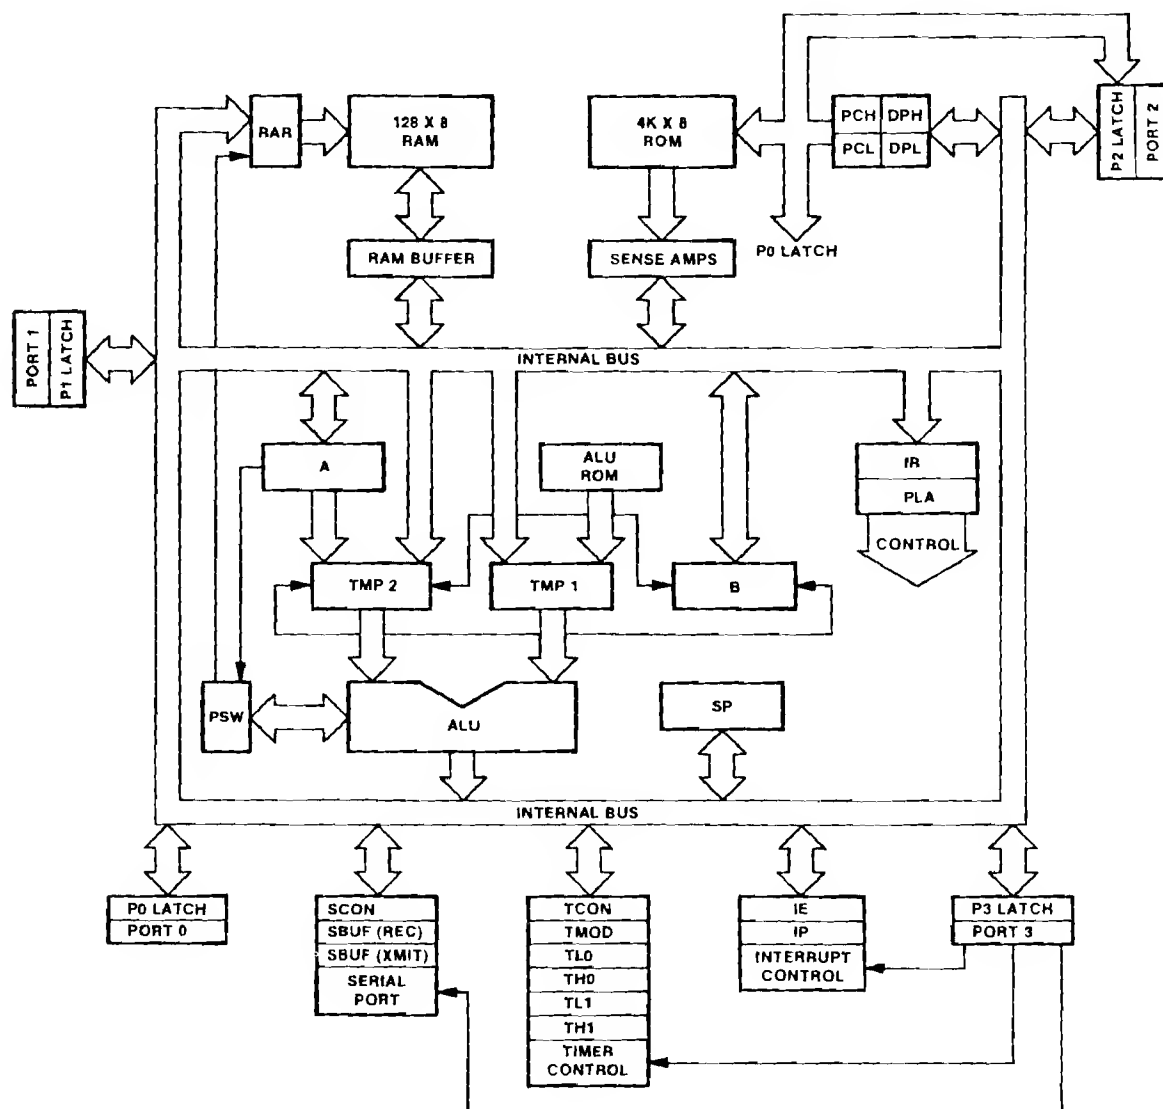 RAR
128 X 8
RAM
4K X 8
ROM
PCH
DPH
PCL
DPL
P2 LATCH
PORT 2
RAM BUFFER
SENSE AMPS
P0 LATCH
PORT 1
P1 LATCH
INTERNAL BUS
A
ALU
ROM
IR
PLA
CONTROL
TMP 2
TMP 1
B
PSW
ALU
SP
INTERNAL BUS
P0 LATCH
PORT 0
SCON
SBUF (REC)
SBUF (XMIT)
SERIAL
PORT
TCON
TMOD
TL0
TH0
TL1
TH1
TIMER
CONTROL
IE
IP
INTERRUPT
CONTROL
P3 LATCH
PORT 3